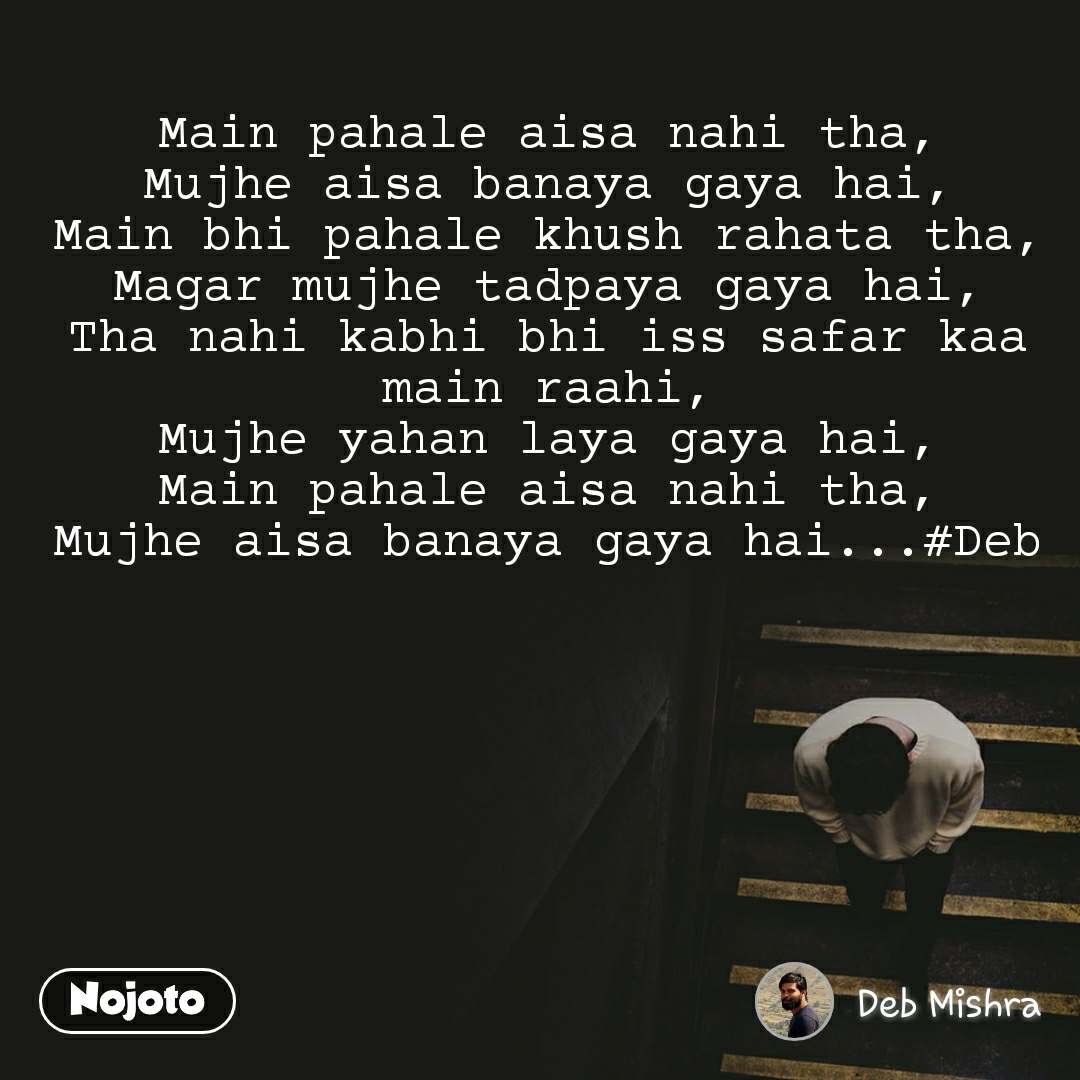 Main pahale aisa nahi tha,
Mujhe aisa banaya gaya hai,
Main bhi pahale khush rahata tha,
Magar mujhe tadpaya gaya hai,
Tha nahi kabhi bhi iss safar kaa
main raahi,
Mujhe yahan laya gaya hai,
Main pahale aisa nahi tha,
Mujhe aisa banaya gaya hai...#Deb
Nojoto
Deb Mishra